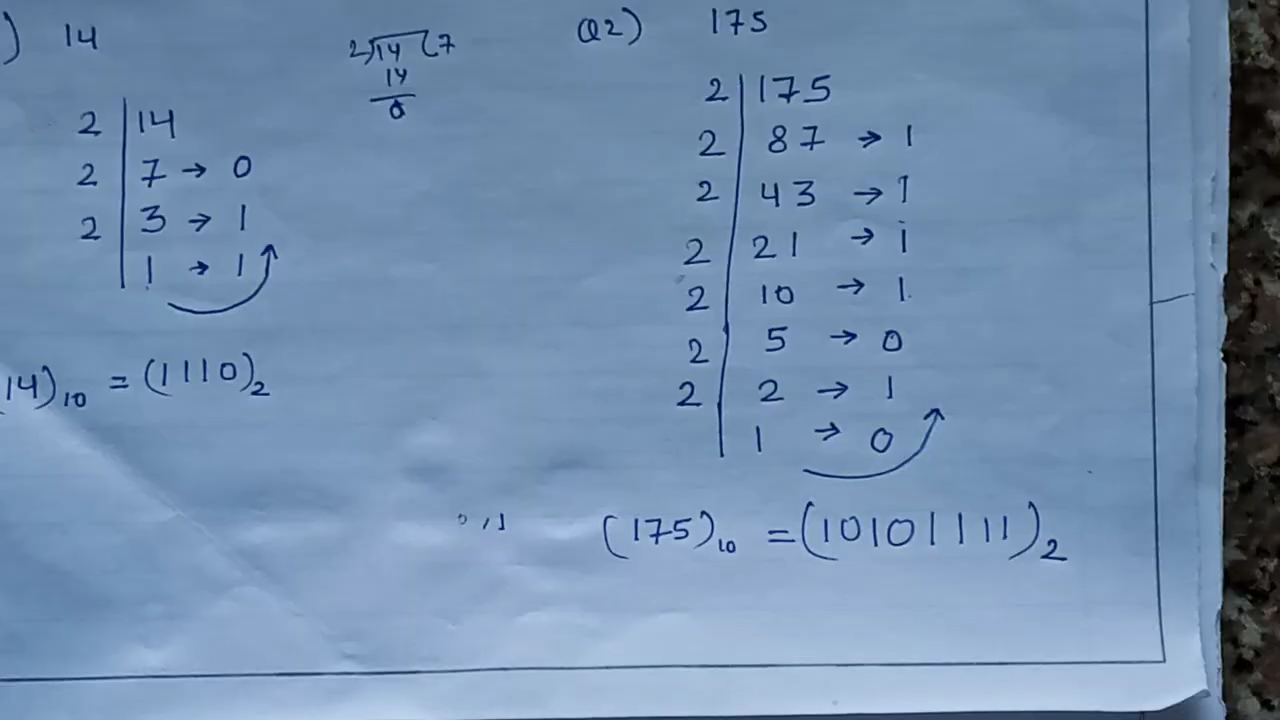 ) 14
2)14(7
14
0
2 | 14
2 | 7 → 0
2 | 3 → 1
1 → 1
14)10 = (1110)2
Q2) 175
2 | 175
2 | 87 → 1
2 | 43 → 1
2 | 21 → 1
2 | 10 → 1
2 | 5 → 0
2 | 2 → 1
1 → 0
0,1
(175)10 = (10101111)2